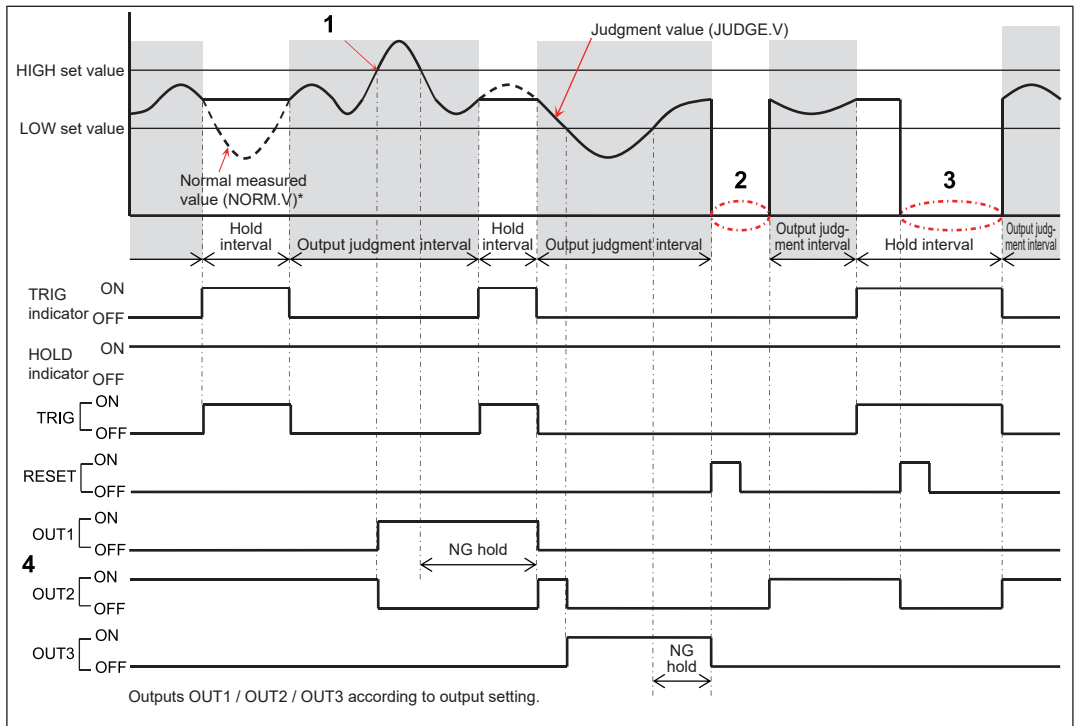 1
Judgment value (JUDGE.V)
HIGH set value
LOW set value
Normal measured
value (NORM.V)*
2
3
Hold
interval
Output judgment interval
Hold
interval
Output judgment interval
Output judg-
ment interval
Hold interval
Output judg-
ment interval
TRIG
indicator
ON
OFF
HOLD
indicator
ON
OFF
TRIG
ON
OFF
RESET
ON
OFF
OUT1
ON
OFF
NG hold
4
OUT2
ON
OFF
OUT3
ON
OFF
NG
hold
Outputs OUT1 / OUT2 / OUT3 according to output setting.